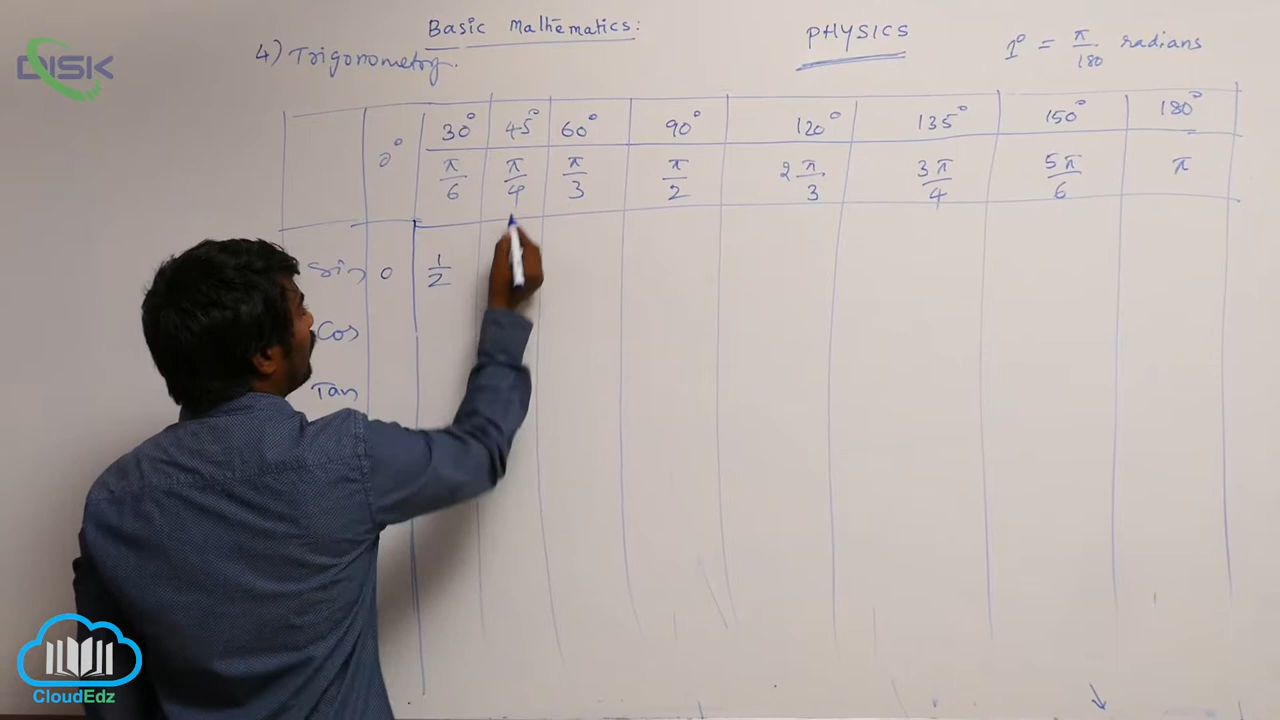 Basic Mathematics:
PHYSICS
1° = π/180 radians
DISK
4) Trigonometry.
0° 30° 45° 60° 90° 120° 135° 150° 180°
π/6 π/4 π/3 π/2 2π/3 3π/4 5π/6 π
Sin 0 1/2
Cos
Tan
CloudEdz